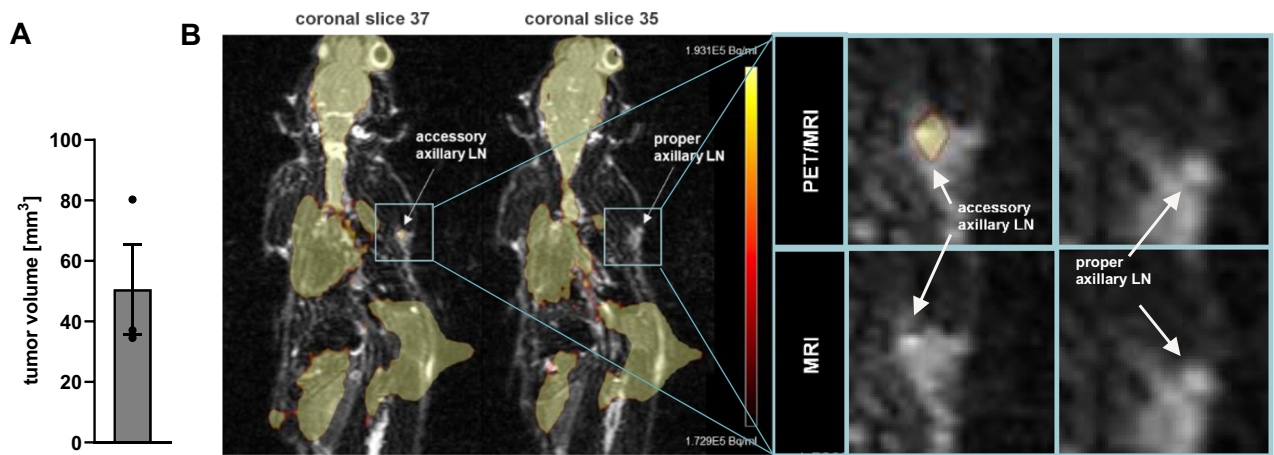 A
tumor volume [mm³]
100
80
60
40
20
0
B
coronal slice 37
coronal slice 35
accessory
axillary LN
proper
axillary LN
1.931E5 Bq/ml
1.729E5 Bq/ml
PET/MRI
MRI
accessory
axillary LN
proper
axillary LN